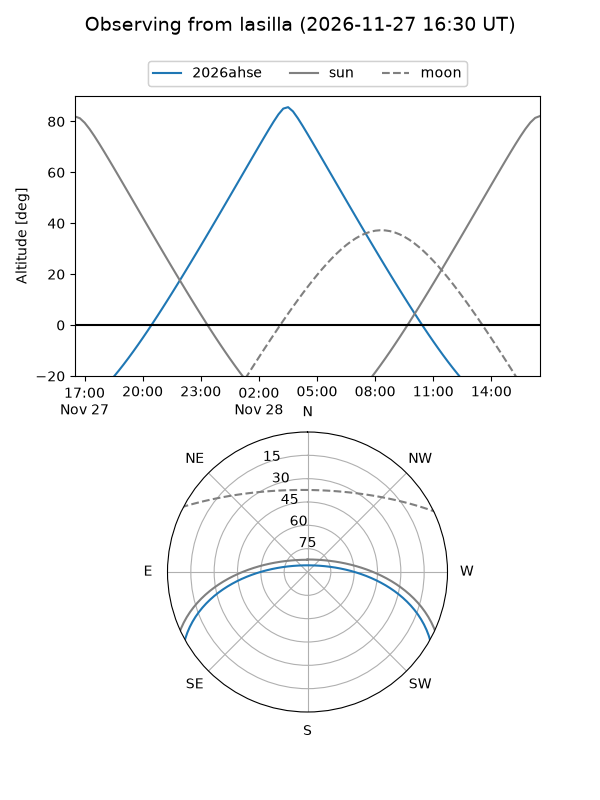 Observing from lasilla (2026-11-27 16:30 UT)
2026ahse sun moon
Altitude [deg]
80
60
40
20
0
−20
17:00 20:00 23:00 02:00 05:00 08:00 11:00 14:00
Nov 27 Nov 28
N
NE NW
15
30
45
60
75
E W
SE SW
S